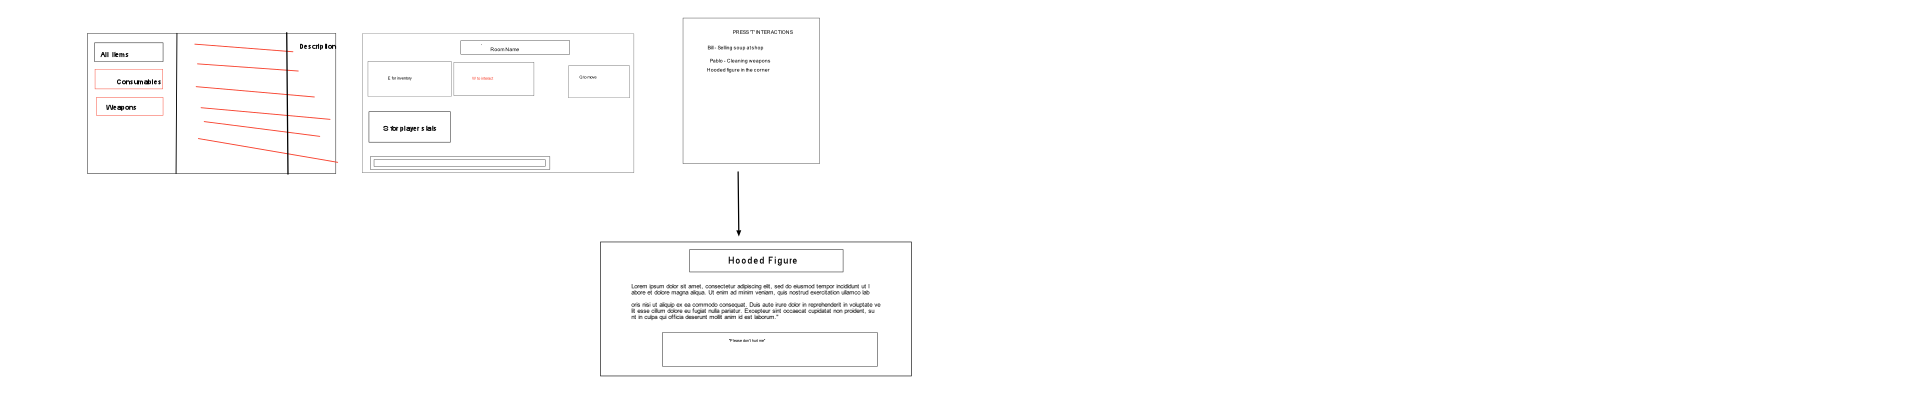 All Items
Consumables
Weapons
Description
Room Name
E for inventory
to move
S for player stats
PRESS 'T' INTERACTIONS
Bill - Selling soup at shop
Pablo - Cleaning weapons
Hooded figure in the corner
Hooded Figure
Lorem ipsum dolor sit amet, consectetur adipiscing elit, sed do eiusmod tempor incididunt ut l
abore et dolore magna aliqua. Ut enim ad minim veniam, quis nostrud exercitation ullamco lab
oris nisi ut aliquip ex ea commodo consequat. Duis aute irure dolor in reprehenderit in voluptate ve
lit esse cillum dolore eu fugiat nulla pariatur. Excepteur sint occaecat cupidatat non proident, su
nt in culpa qui officia deserunt mollit anim id est laborum."
"Please don't hurt me"